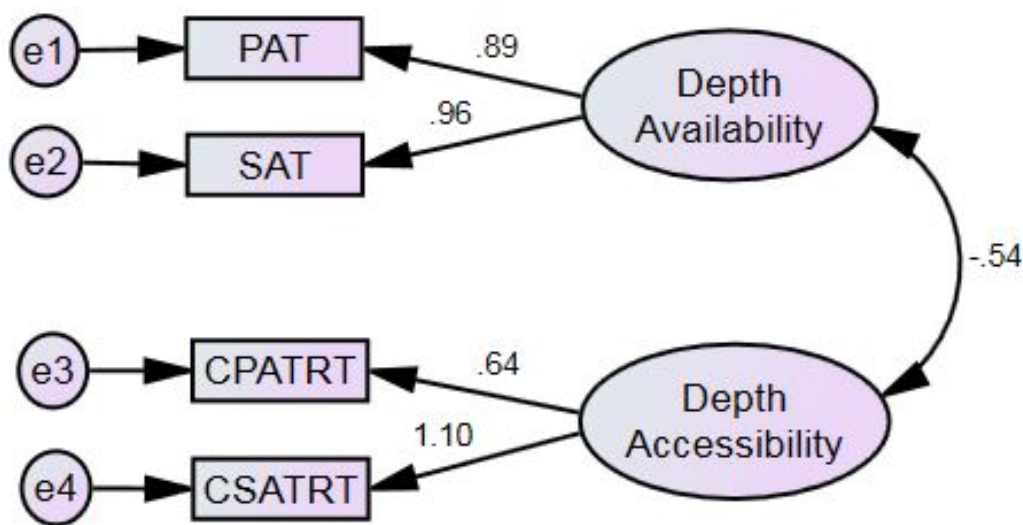 e1
PAT
.89
Depth
Availability
.96
e2
SAT
-.54
e3
CPATRT
.64
Depth
Accessibility
1.10
e4
CSATRT